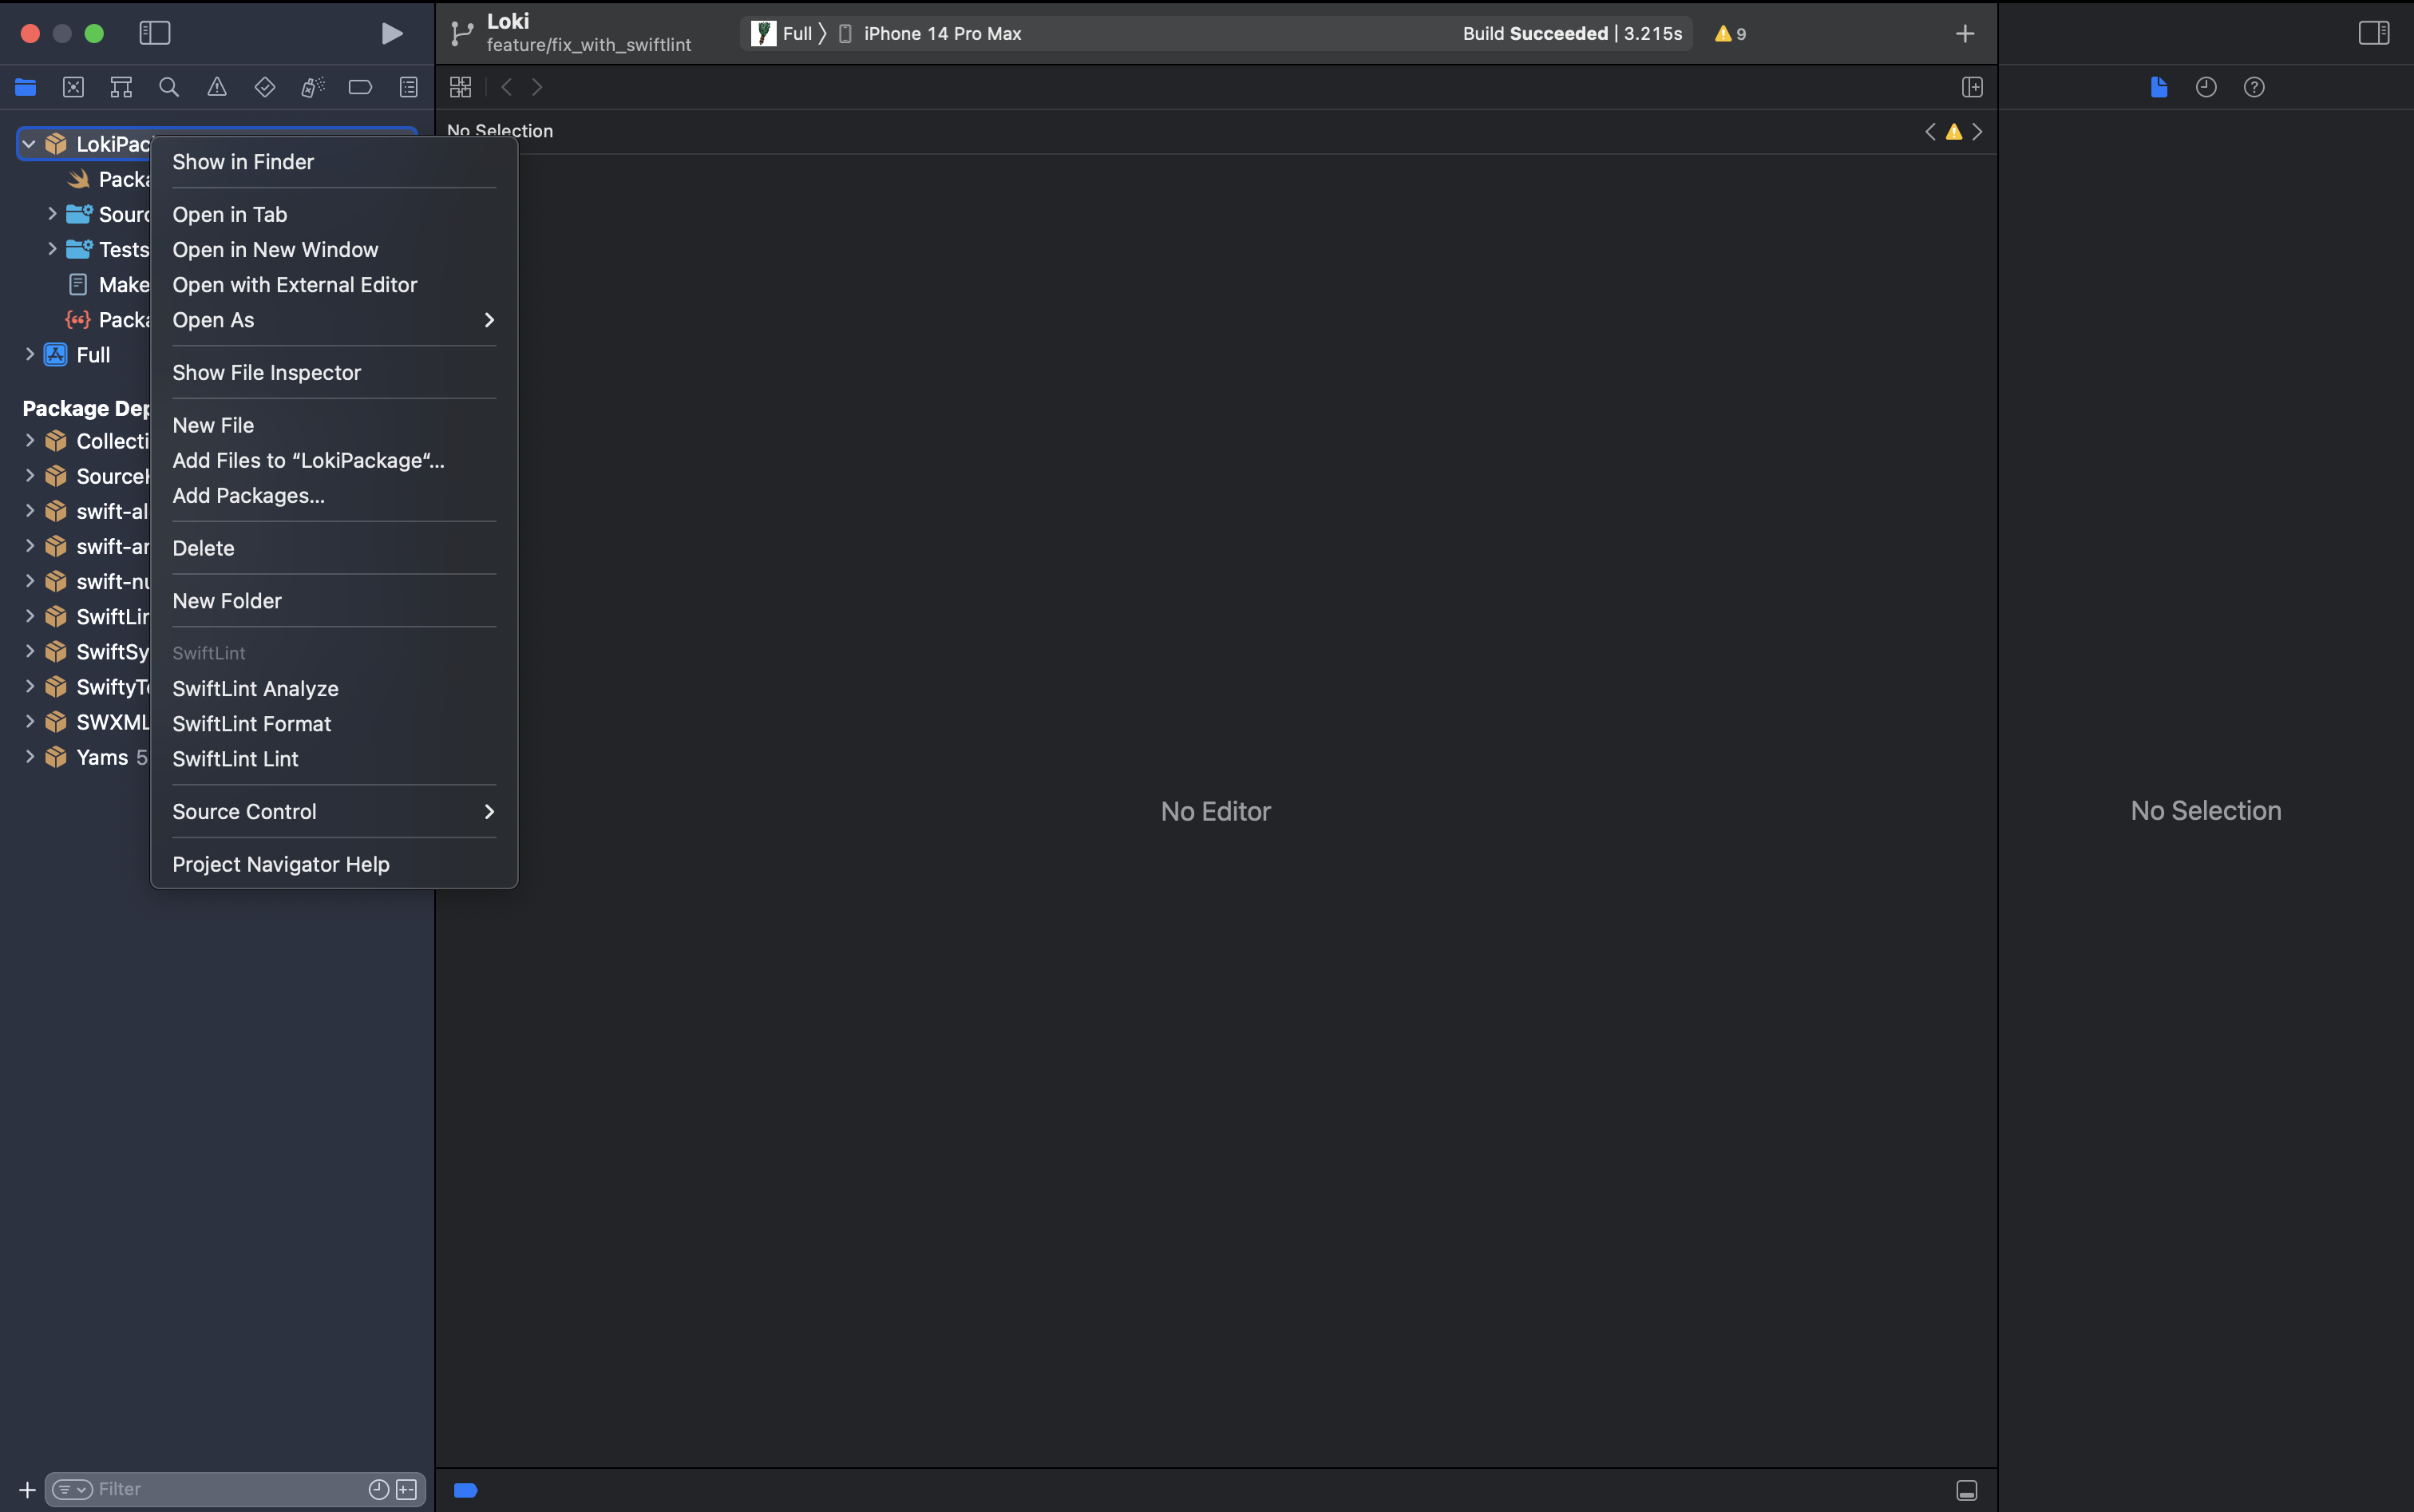 Loki
feature/fix_with_swiftlint
Full
iPhone 14 Pro Max
Build Succeeded | 3.215s
9
No Selection
LokiPac
Packa
Sourc
Tests
Make
Packa
Full
Package Dep
Collecti
SourceK
swift-al
swift-ar
swift-nu
SwiftLin
SwiftSy
SwiftyTe
SWXML
Yams 5
Show in Finder
Open in Tab
Open in New Window
Open with External Editor
Open As
Show File Inspector
New File
Add Files to “LokiPackage“...
Add Packages...
Delete
New Folder
SwiftLint
SwiftLint Analyze
SwiftLint Format
SwiftLint Lint
Source Control
Project Navigator Help
No Editor
No Selection
Filter